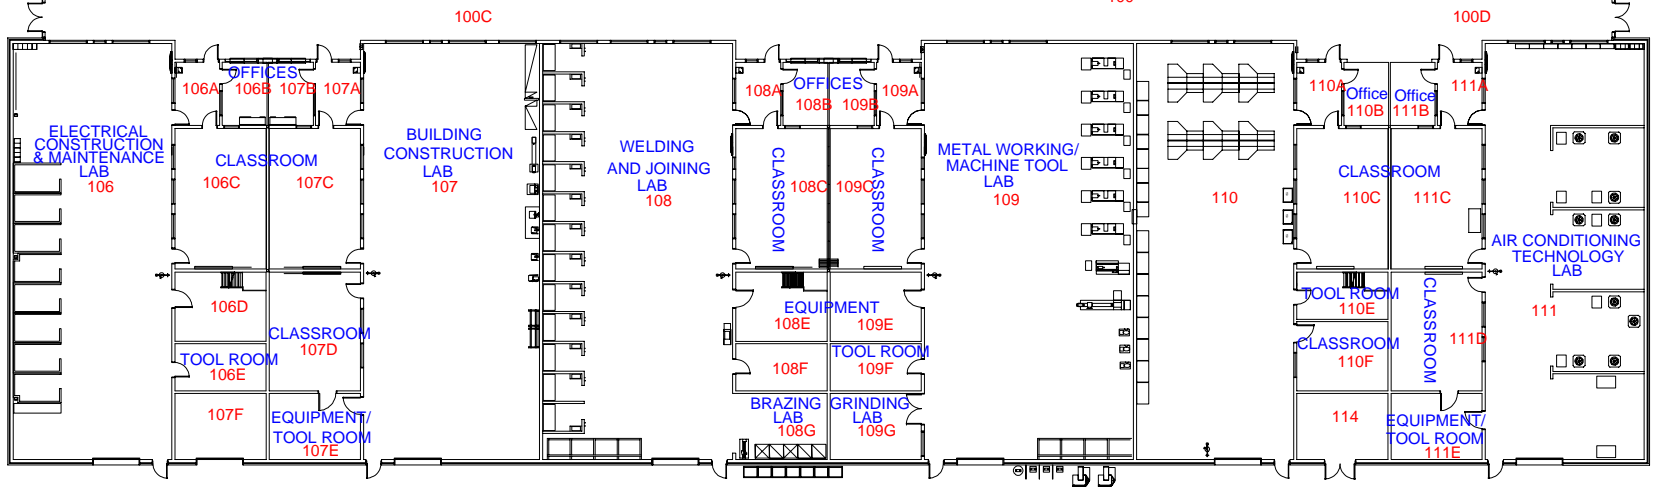 100C
100D
OFFICES
106A
106B
107B
107A
ELECTRICAL
CONSTRUCTION
& MAINTENANCE
LAB
106
CLASSROOM
106C
107C
106D
TOOL ROOM
106E
107F
CLASSROOM
107D
EQUIPMENT/
TOOL ROOM
107E
BUILDING
CONSTRUCTION
LAB
107
WELDING
AND JOINING
LAB
108
108A
OFFICES
108B
109B
109A
CLASSROOM
108C
109C
CLASSROOM
EQUIPMENT
108E
109E
108F
TOOL ROOM
109F
BRAZING
LAB
108G
GRINDING
LAB
109G
METAL WORKING/
MACHINE TOOL
LAB
109
110
110A
Office
110B
Office
111B
111A
CLASSROOM
110C
111C
TOOL ROOM
110E
CLASSROOM
110F
CLASSROOM
111D
114
EQUIPMENT/
TOOL ROOM
111E
AIR CONDITIONING
TECHNOLOGY
LAB
111